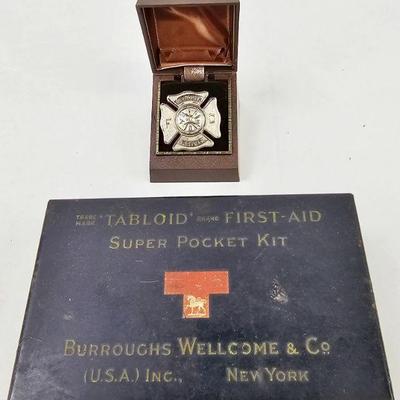 TRADE MARK 'TABLOID' BRAND FIRST-AID
SUPER POCKET KIT
BURROUGHS WELLCOME & CO.
(U.S.A.) INC., NEW YORK